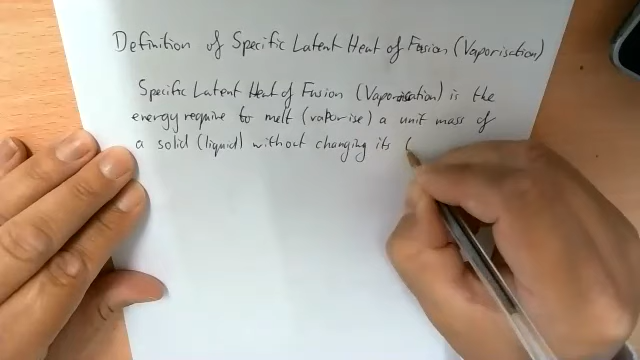 Definition of Specific Latent Heat of Fusion (Vaporisation)
Specific Latent Heat of Fusion (Vaporisation) is the
energy require to melt (vaporise) a unit mass of
a solid (liquid) without changing its